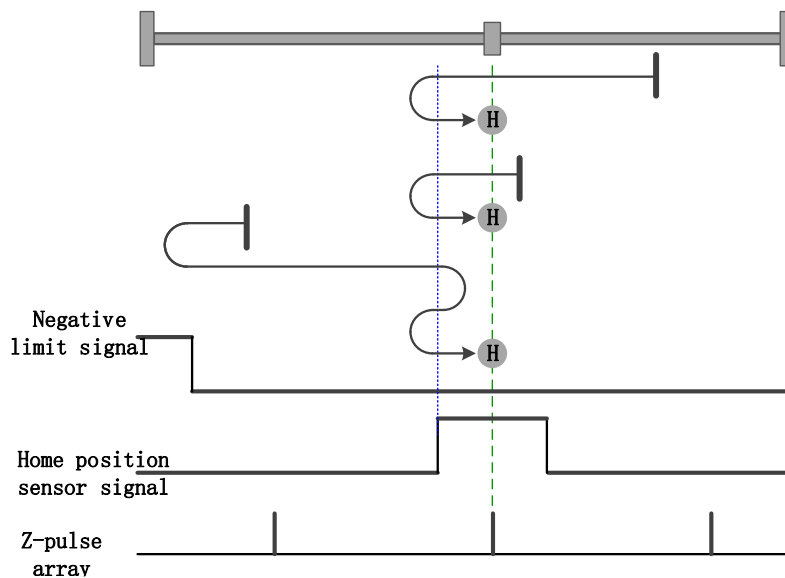 H
H
H
Negative
limit signal
Home position
sensor signal
Z-pulse
array